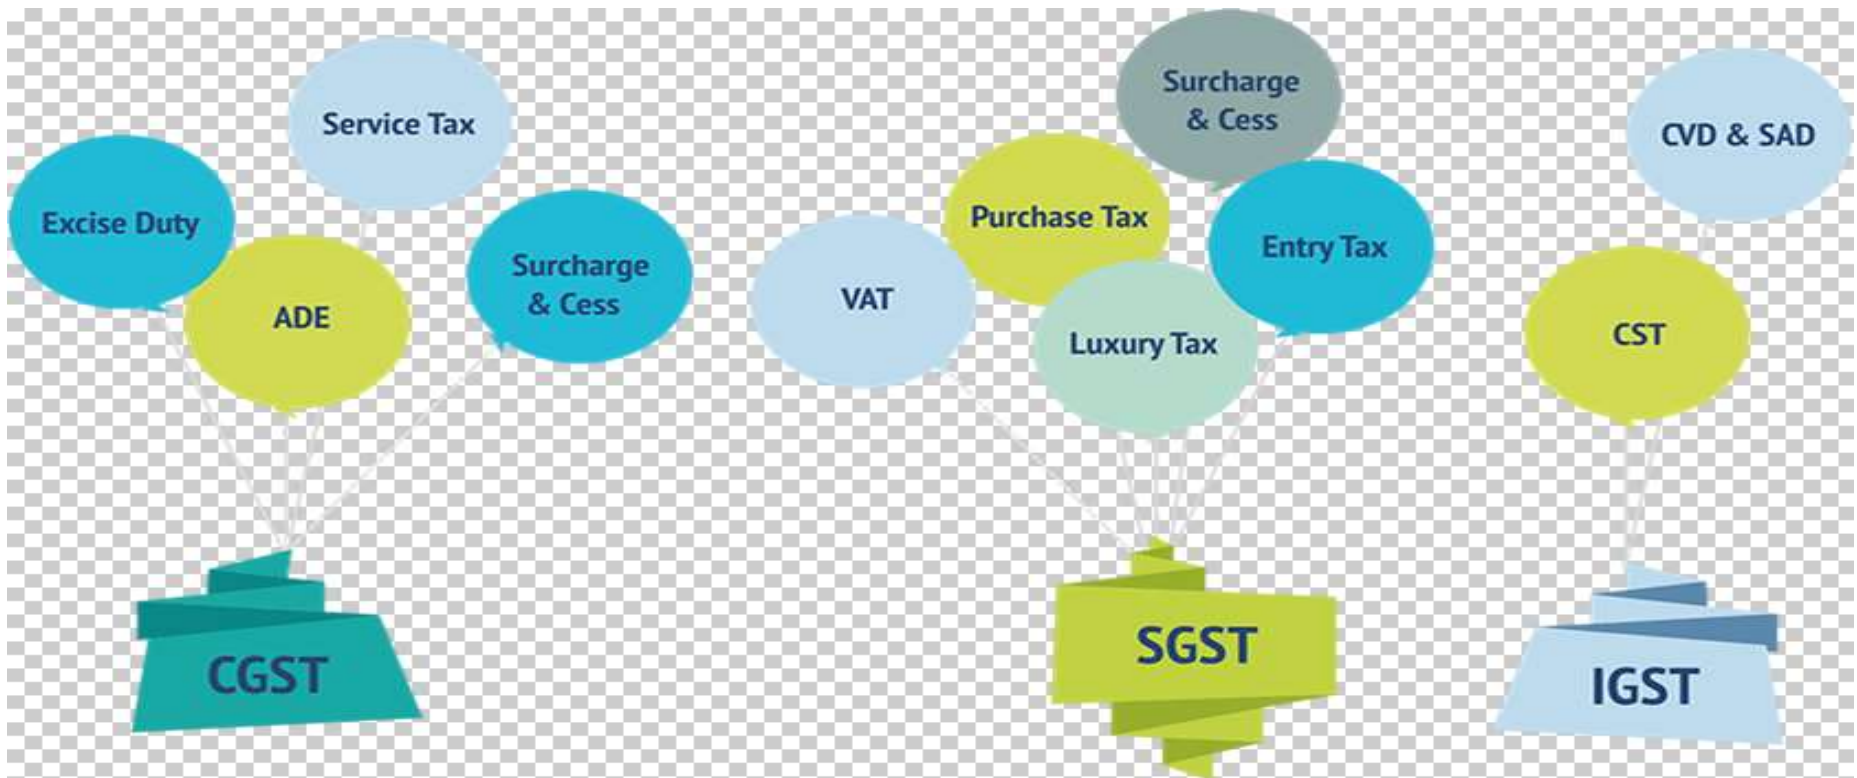 Service Tax
Excise Duty
ADE
Surcharge
& Cess
CGST
Surcharge
& Cess
Purchase Tax
Entry Tax
VAT
Luxury Tax
SGST
CVD & SAD
CST
IGST